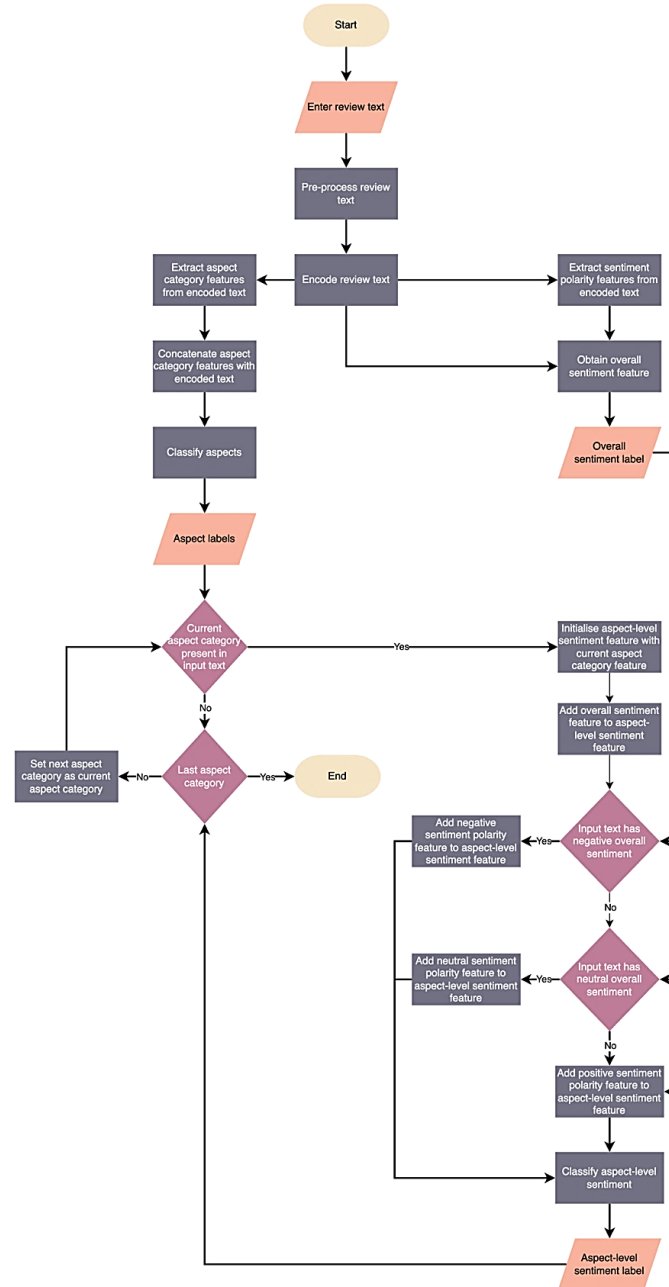 Start
Enter review text
Pre-process review
text
Extract aspect
category features
from encoded text
Encode review text
Extract sentiment
polarity features from
encoded text
Concatenate aspect
category features with
encoded text
Obtain overall
sentiment feature
Classify aspects
Overall
sentiment label
Aspect labels
Current
aspect category
present in
input text
Yes
Initialise aspect-level
sentiment feature with
current aspect
category feature
No
Add overall sentiment
feature to aspect-
level sentiment
feature
Set next aspect
category as current
aspect category
No
Last aspect
category
Yes
End
Add negative
sentiment polarity
feature to aspect-level
sentiment feature
Yes
Input text has
negative overall
sentiment
No
Add neutral sentiment
polarity feature to
aspect-level sentiment
feature
Yes
Input text has
neutral overall
sentiment
No
Add positive sentiment
polarity feature to
aspect-level sentiment
feature
Classify aspect-level
sentiment
Aspect-level
sentiment label